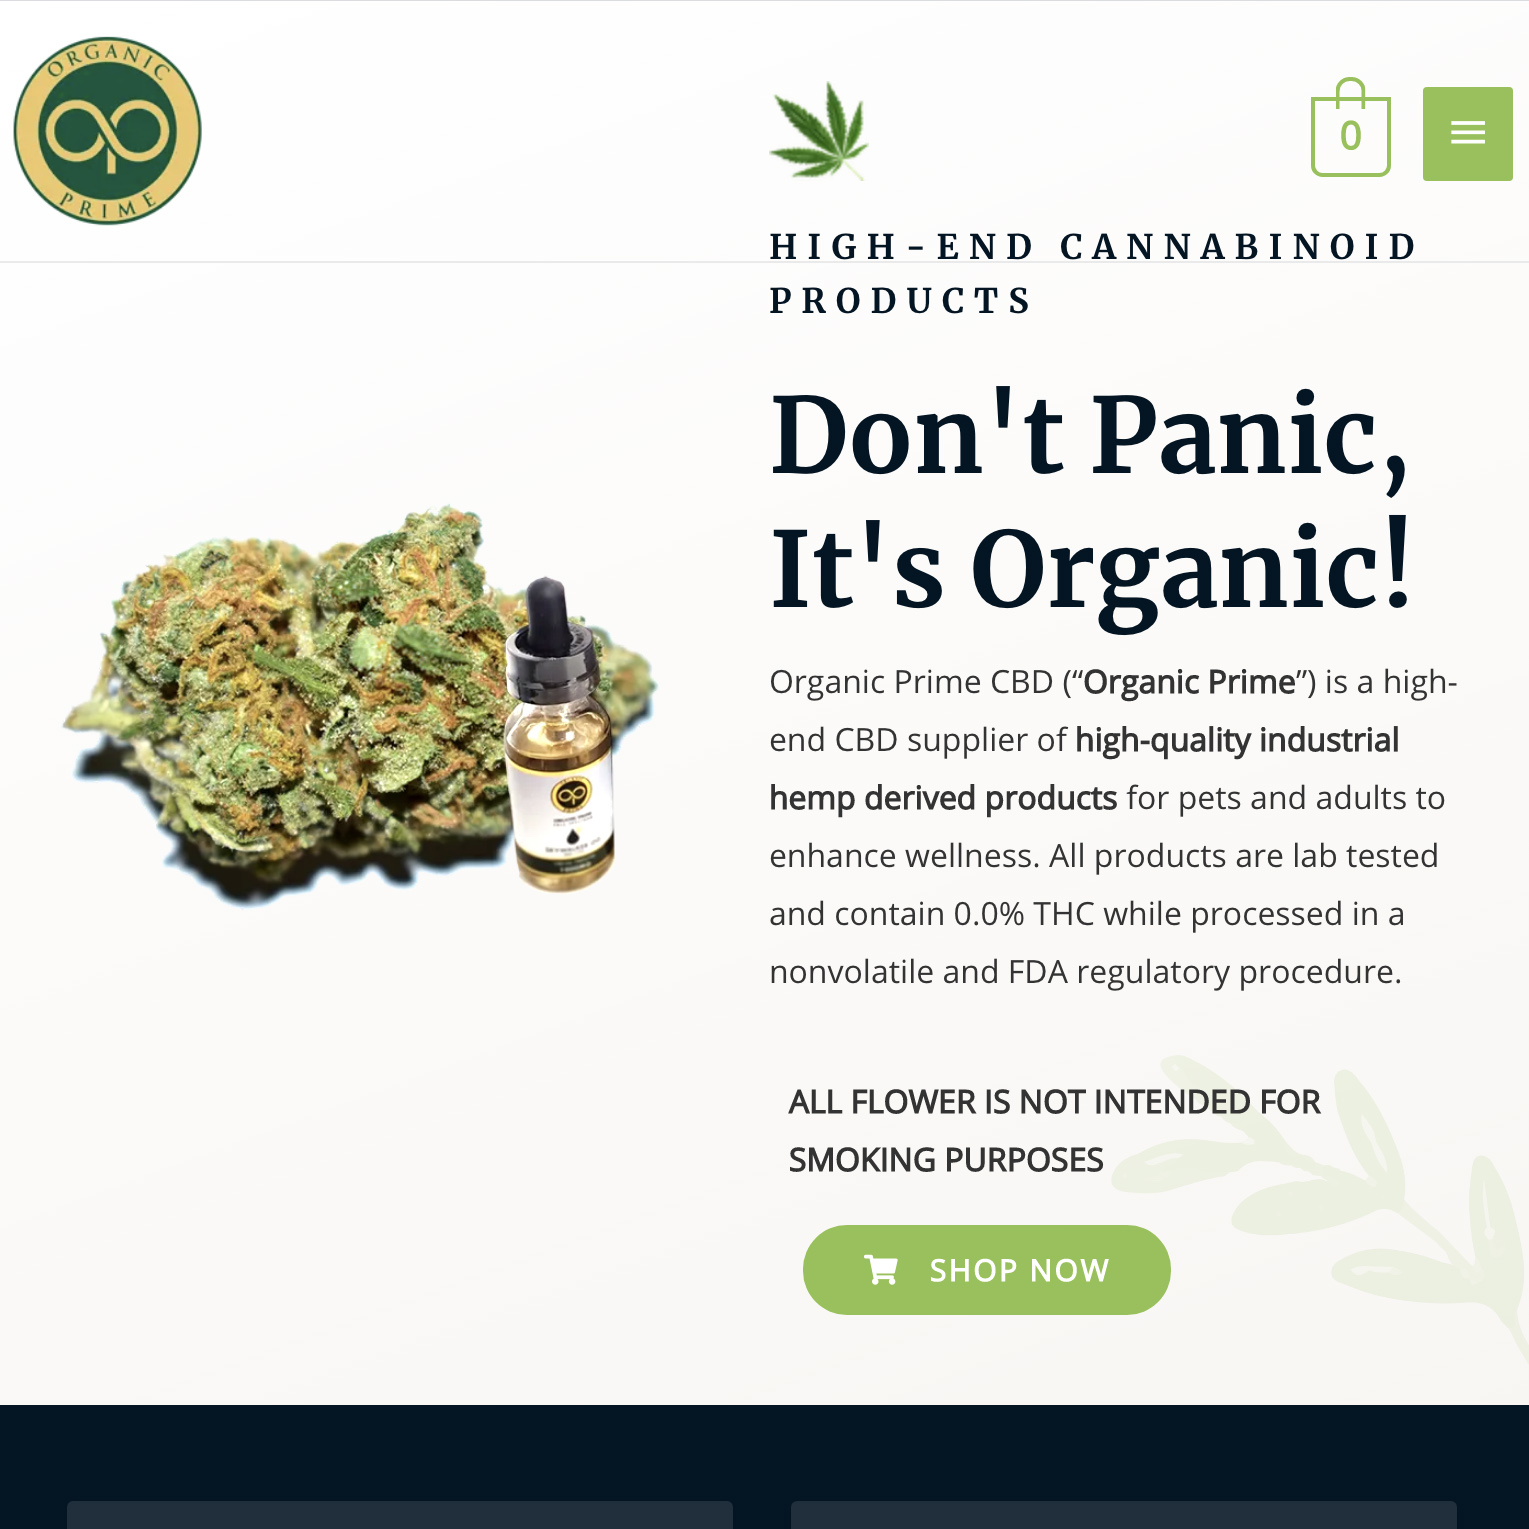 ORGANIC
PRIME
0
HIGH-END CANNABINOID
PRODUCTS
Don't Panic,
It's Organic!
Organic Prime CBD (“Organic Prime”) is a high-
end CBD supplier of high-quality industrial
hemp derived products for pets and adults to
enhance wellness. All products are lab tested
and contain 0.0% THC while processed in a
nonvolatile and FDA regulatory procedure.
ALL FLOWER IS NOT INTENDED FOR
SMOKING PURPOSES
SHOP NOW